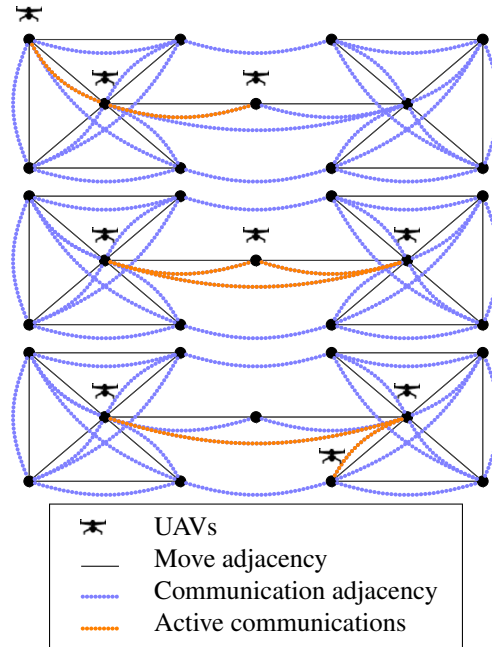 UAVs
Move adjacency
Communication adjacency
Active communications